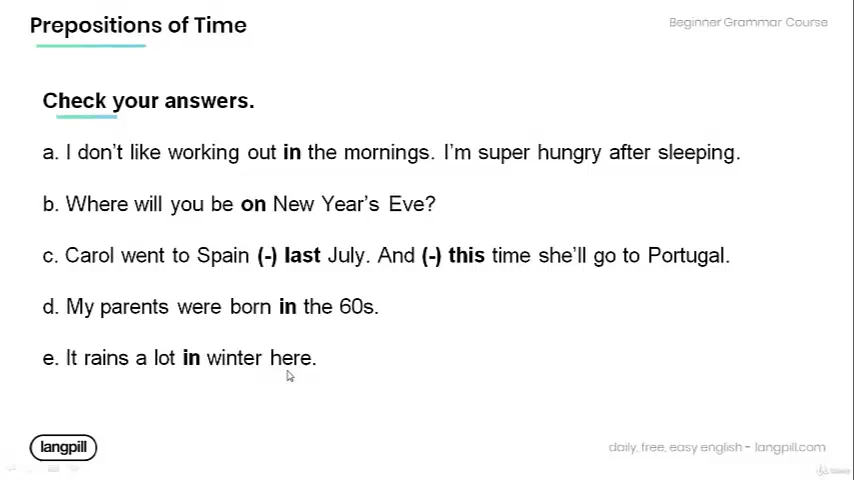 Prepositions of Time
Beginner Grammar Course
Check your answers.
a. I don’t like working out in the mornings. I’m super hungry after sleeping.
b. Where will you be on New Year’s Eve?
c. Carol went to Spain (-) last July. And (-) this time she’ll go to Portugal.
d. My parents were born in the 60s.
e. It rains a lot in winter here.
langpill
daily, free, easy english - langpill.com